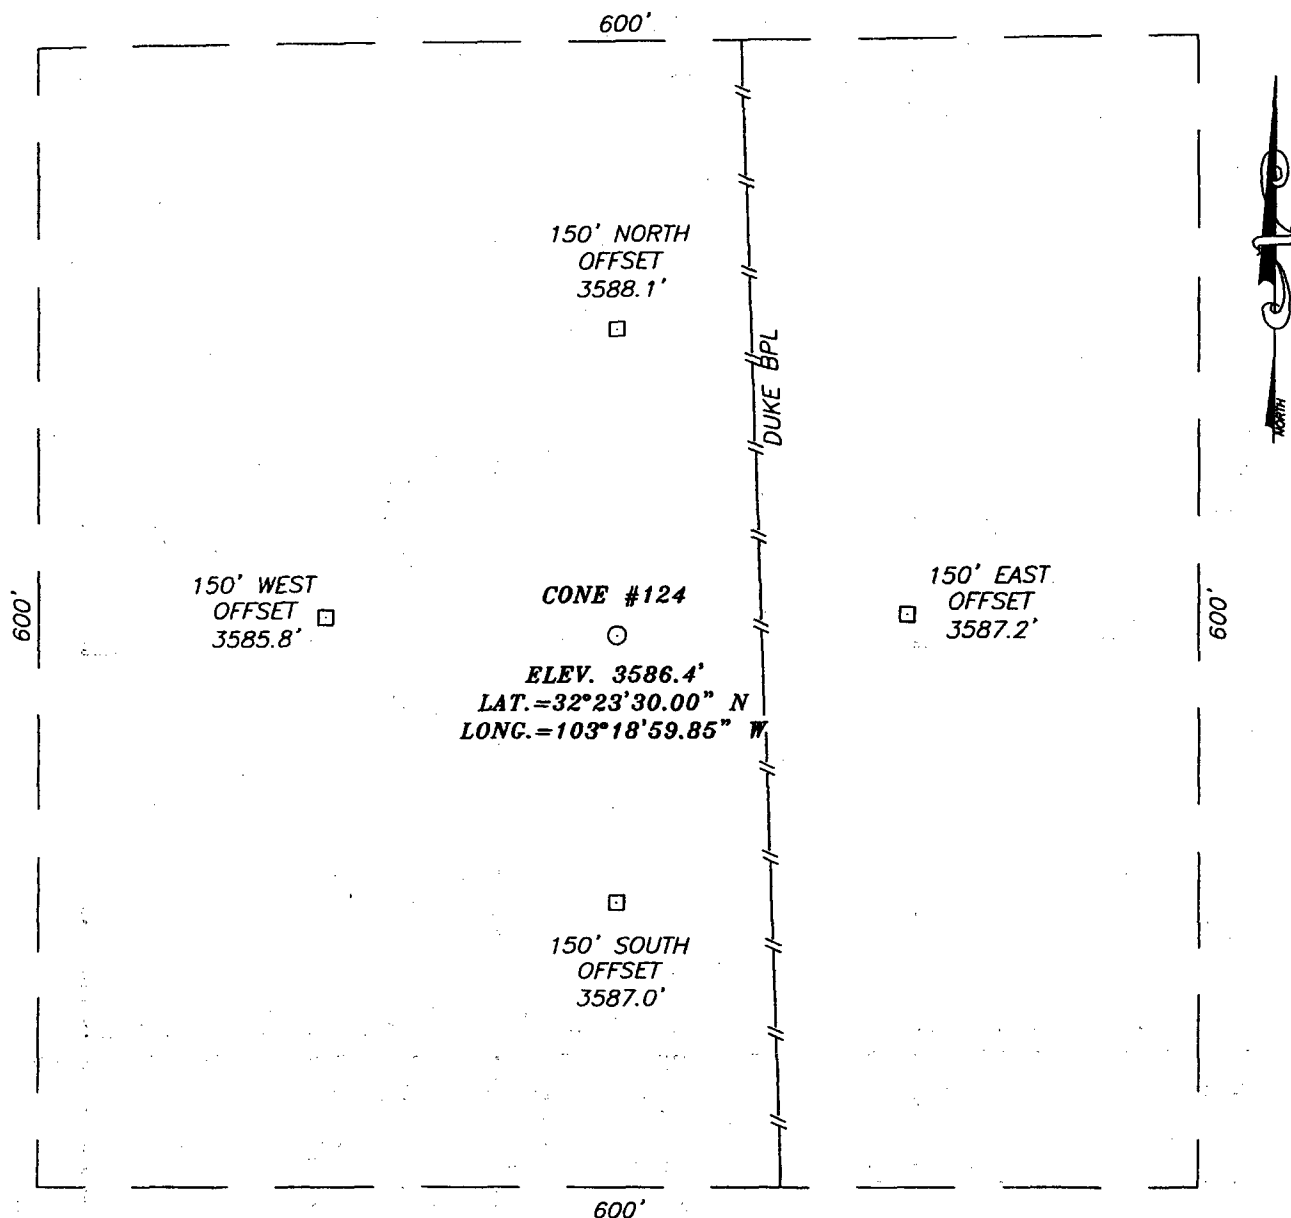 600'
150' NORTH
OFFSET
3588.1'
DUKE BPL
NORTH
150' WEST
OFFSET
3585.8'
600'
CONE #124
150' EAST
OFFSET
3587.2'
600'
ELEV. 3586.4'
LAT.=32°23'30.00" N
LONG.=103°18'59.85" W
150' SOUTH
OFFSET
3587.0'
600'